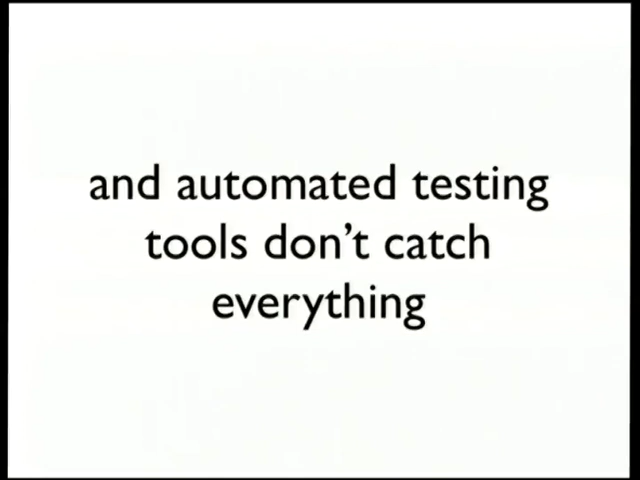 and automated testing
tools don’t catch
everything